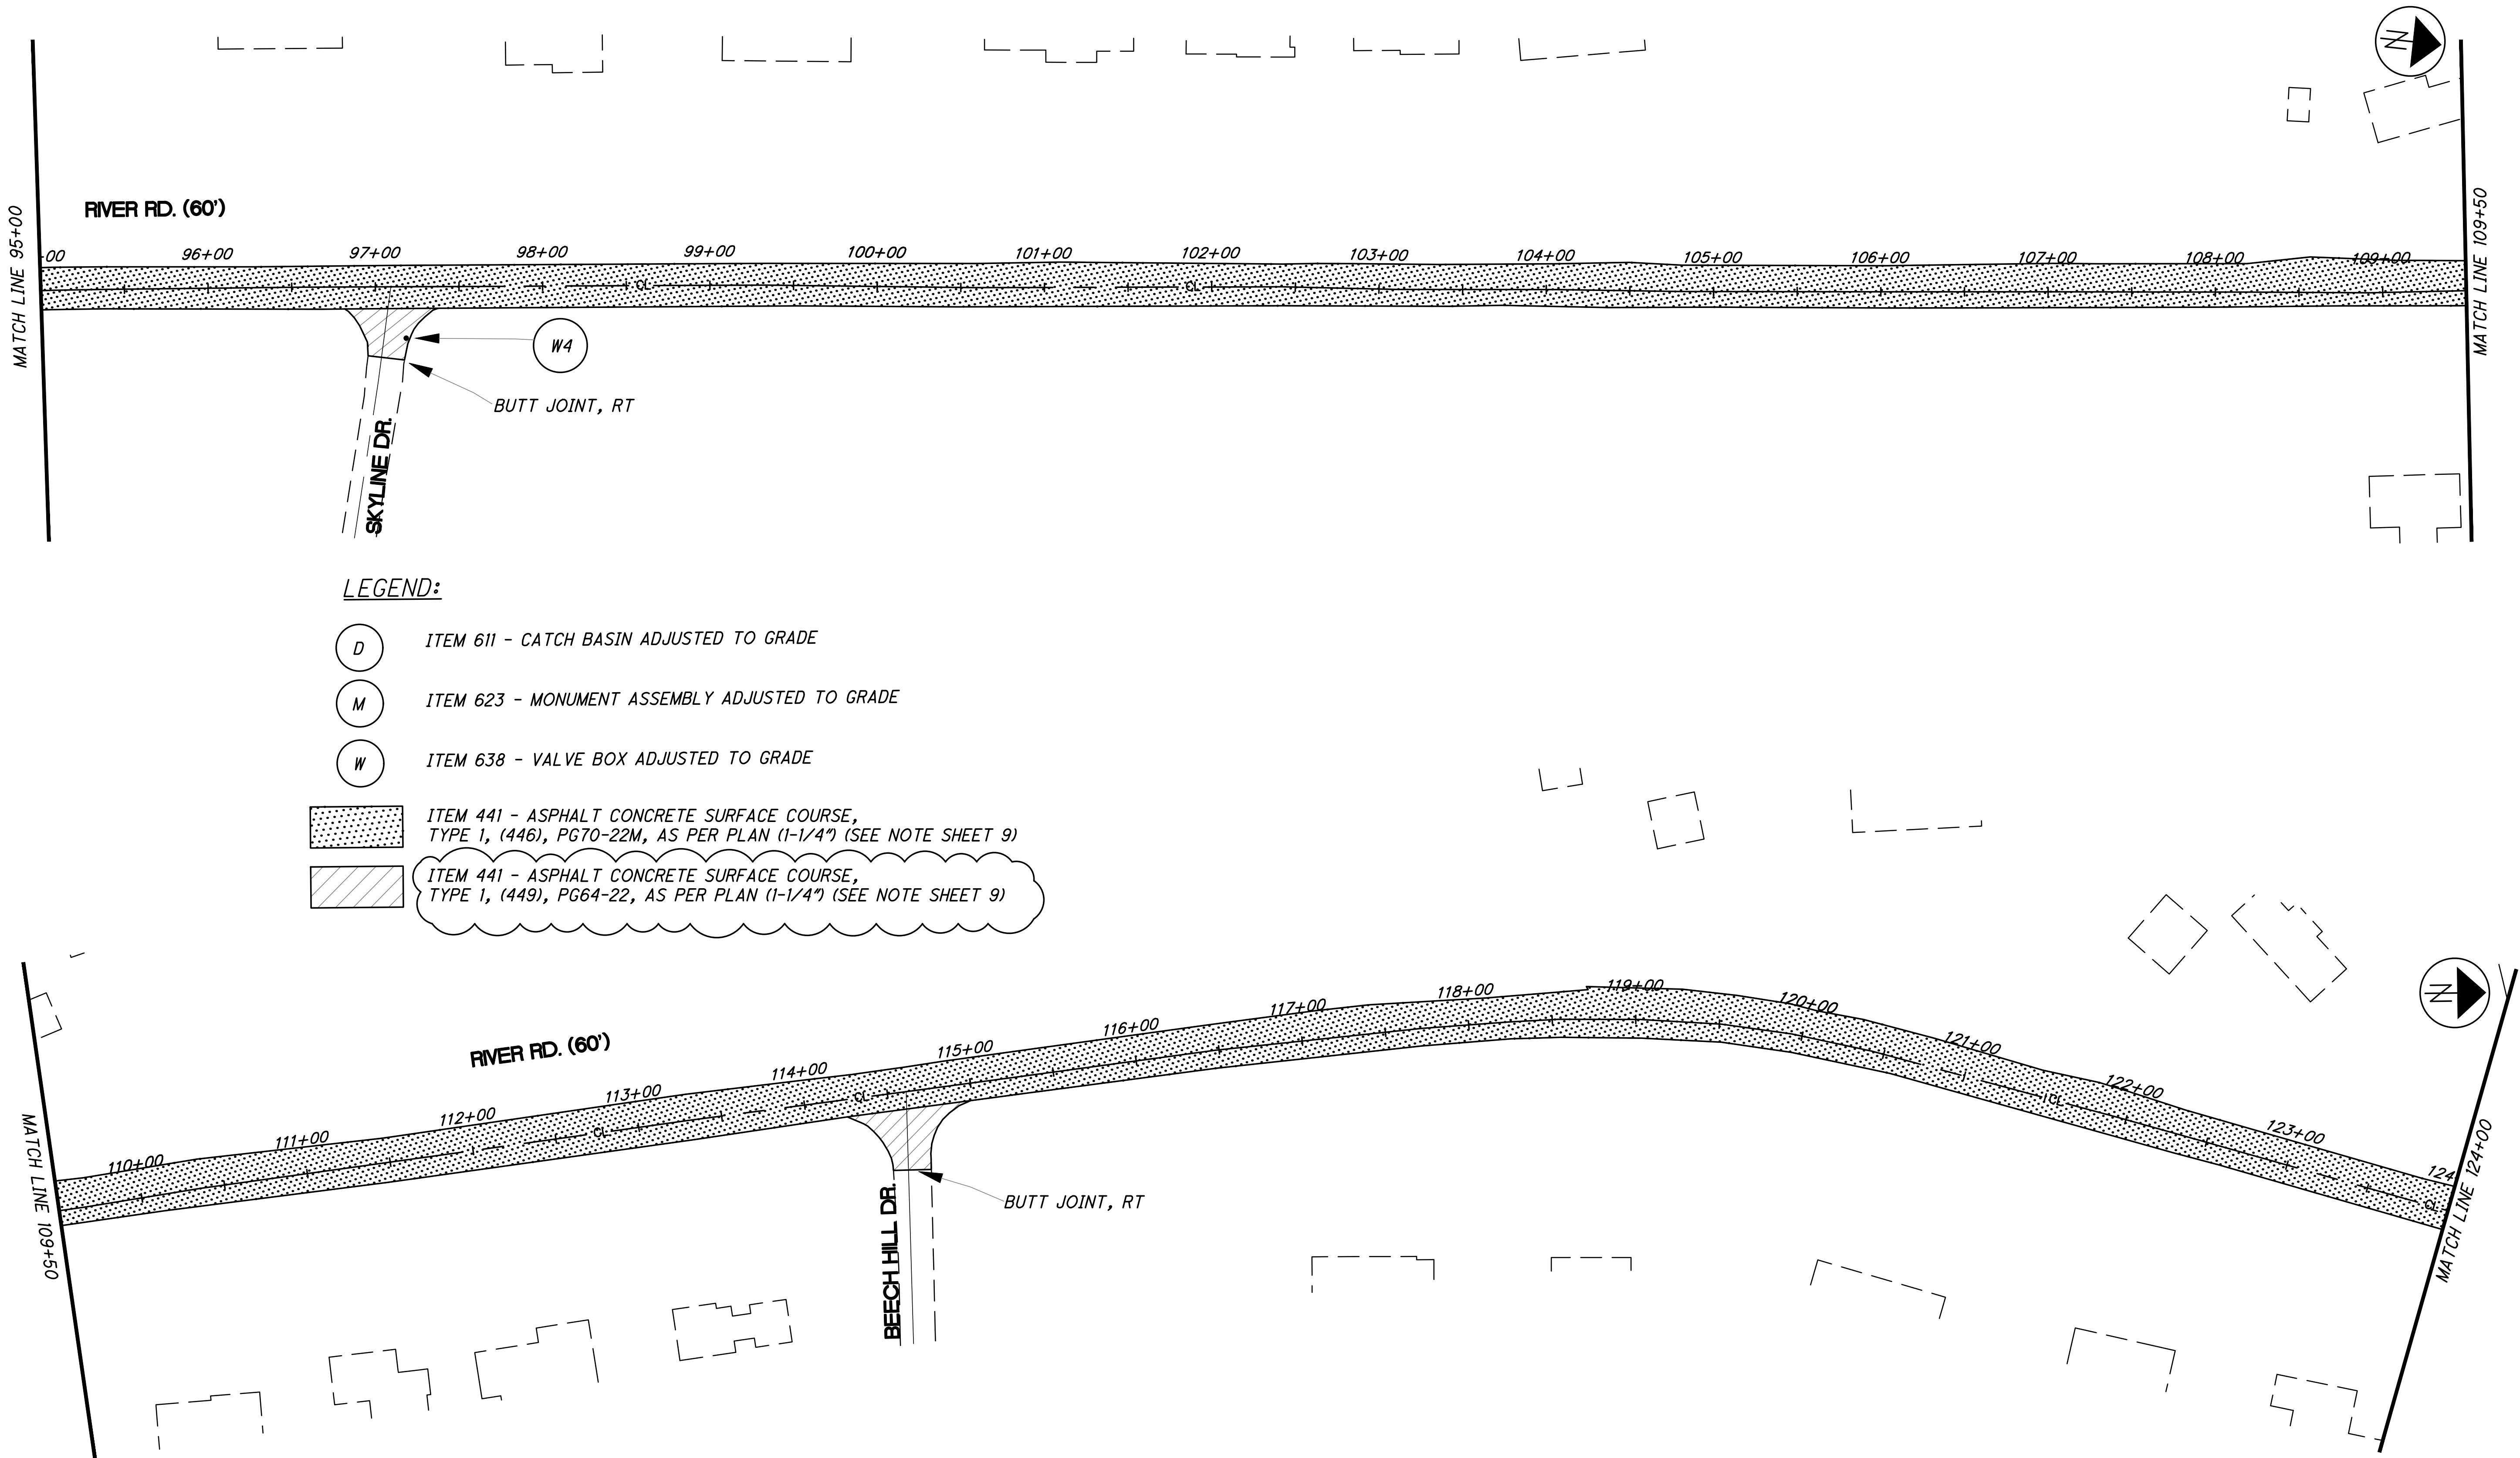 N
RIVER RD. (60')
MATCH LINE 95+00
MATCH LINE 109+50
+00 96+00 97+00 98+00 99+00 100+00 101+00 102+00 103+00 104+00 105+00 106+00 107+00 108+00 109+00
CL CL
W4
BUTT JOINT, RT
SKYLINE DR.
LEGEND:
D ITEM 611 - CATCH BASIN ADJUSTED TO GRADE
M ITEM 623 - MONUMENT ASSEMBLY ADJUSTED TO GRADE
W ITEM 638 - VALVE BOX ADJUSTED TO GRADE
ITEM 441 - ASPHALT CONCRETE SURFACE COURSE,
TYPE 1, (446), PG70-22M, AS PER PLAN (1-1/4") (SEE NOTE SHEET 9)
ITEM 441 - ASPHALT CONCRETE SURFACE COURSE,
TYPE 1, (449), PG64-22, AS PER PLAN (1-1/4") (SEE NOTE SHEET 9)
N
RIVER RD. (60')
MATCH LINE 109+50
MATCH LINE 124+00
110+00 111+00 112+00 113+00 114+00 115+00 116+00 117+00 118+00 119+00 120+00 121+00 122+00 123+00 124
CL CL CL CL
BUTT JOINT, RT
BEECH HILL DR.